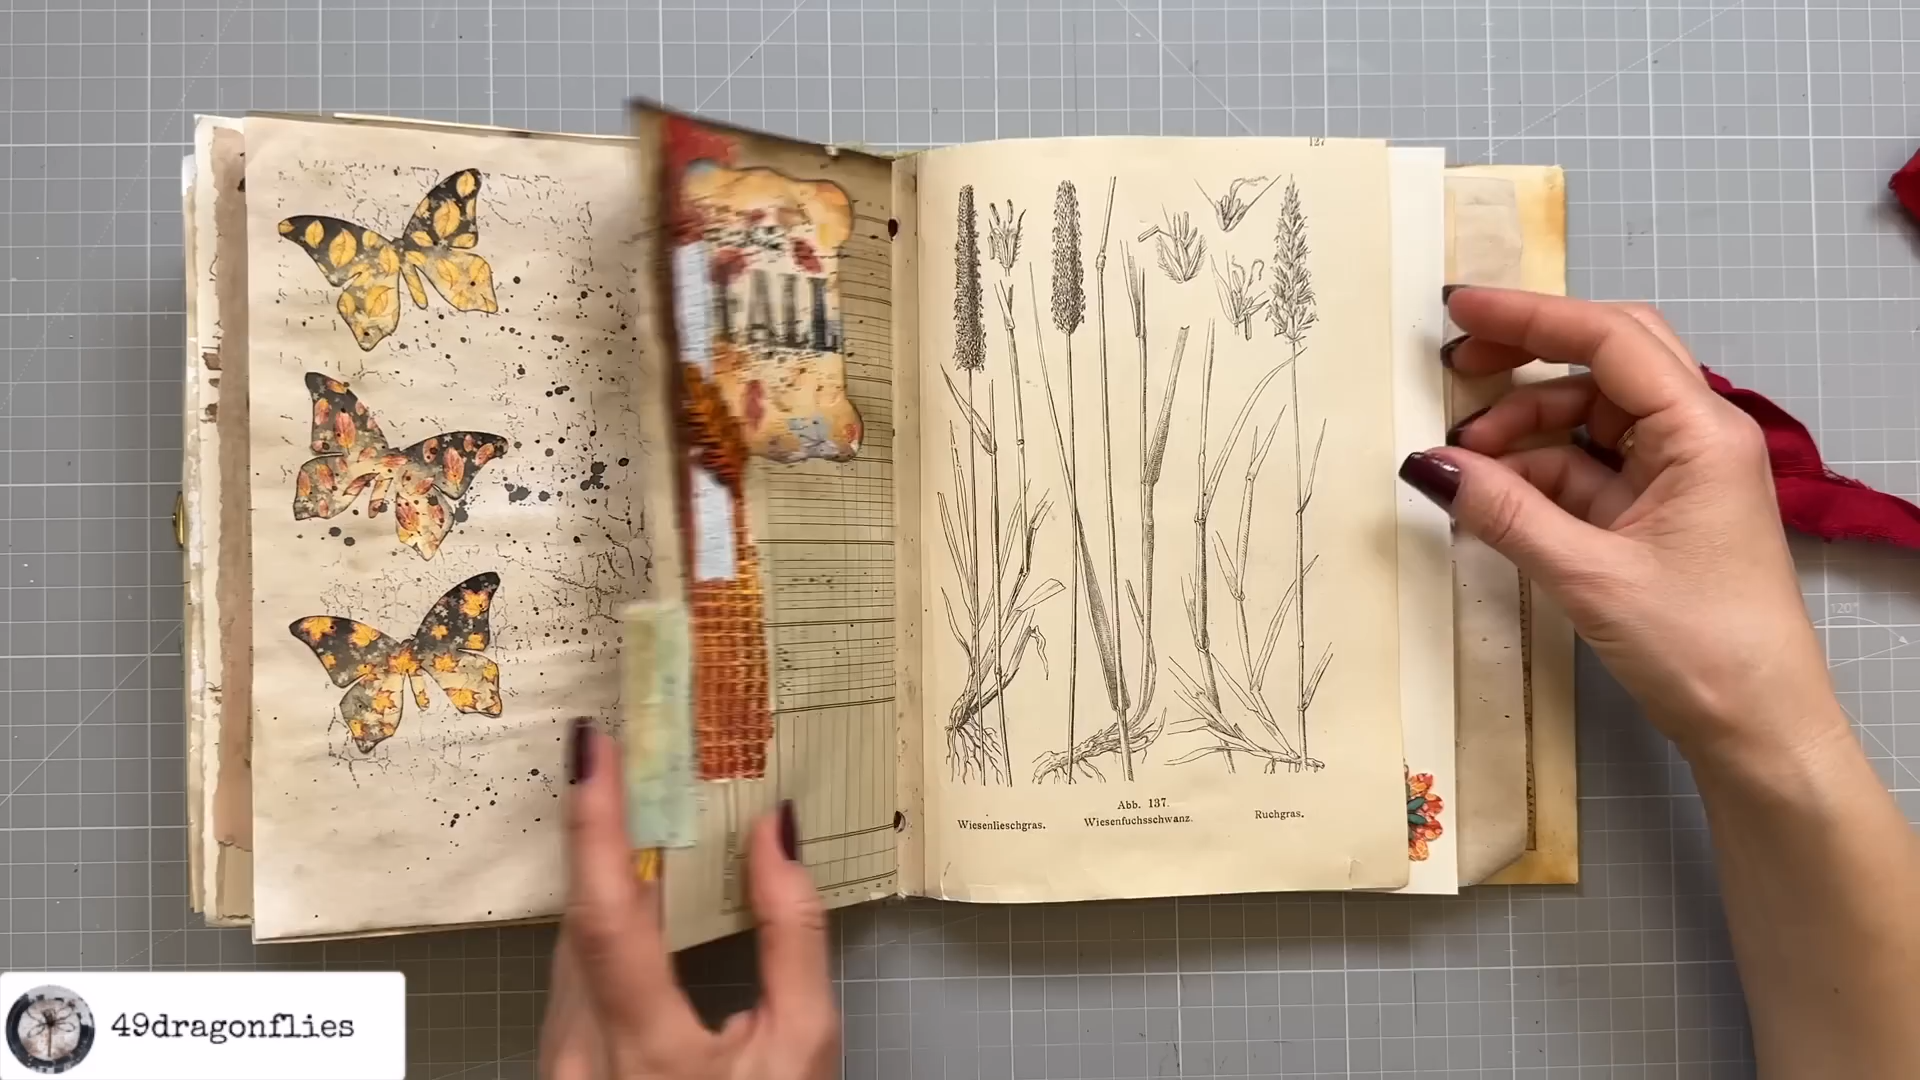 127
FALL
Abb. 137.
Wiesenlieschgras. Wiesenfuchsschwanz. Ruchgras.
49dragonflies